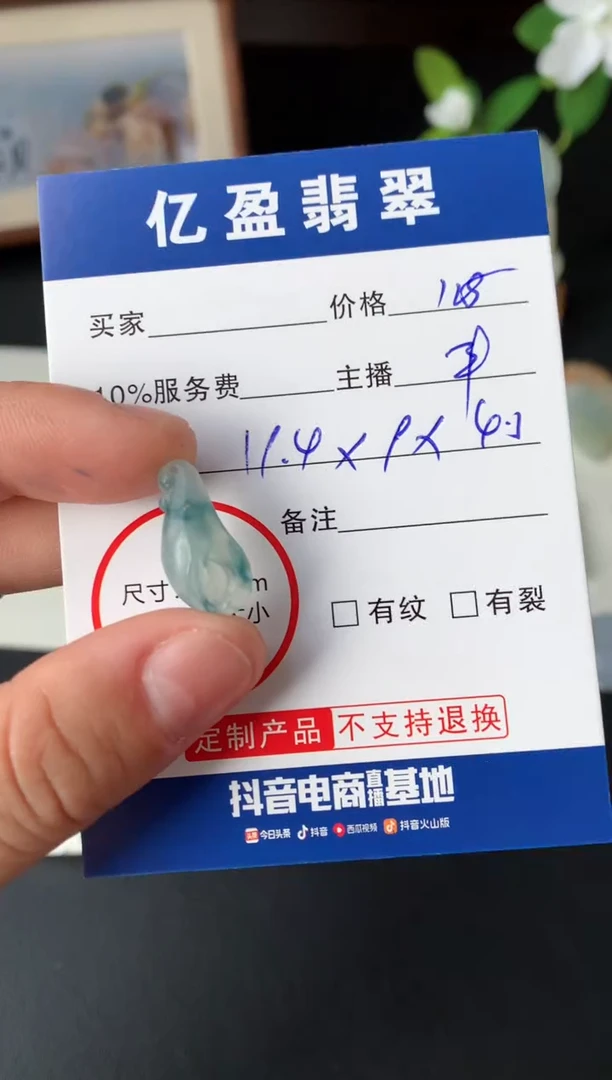 亿盈翡翠
买家 价格
10%服务费 主播
11.4×9×4.
备注
尺寸 m
小
有纹 有裂
定制产品 不支持退换
抖音电商直播基地
头条 今日头条 抖音 西瓜视频 抖音火山版